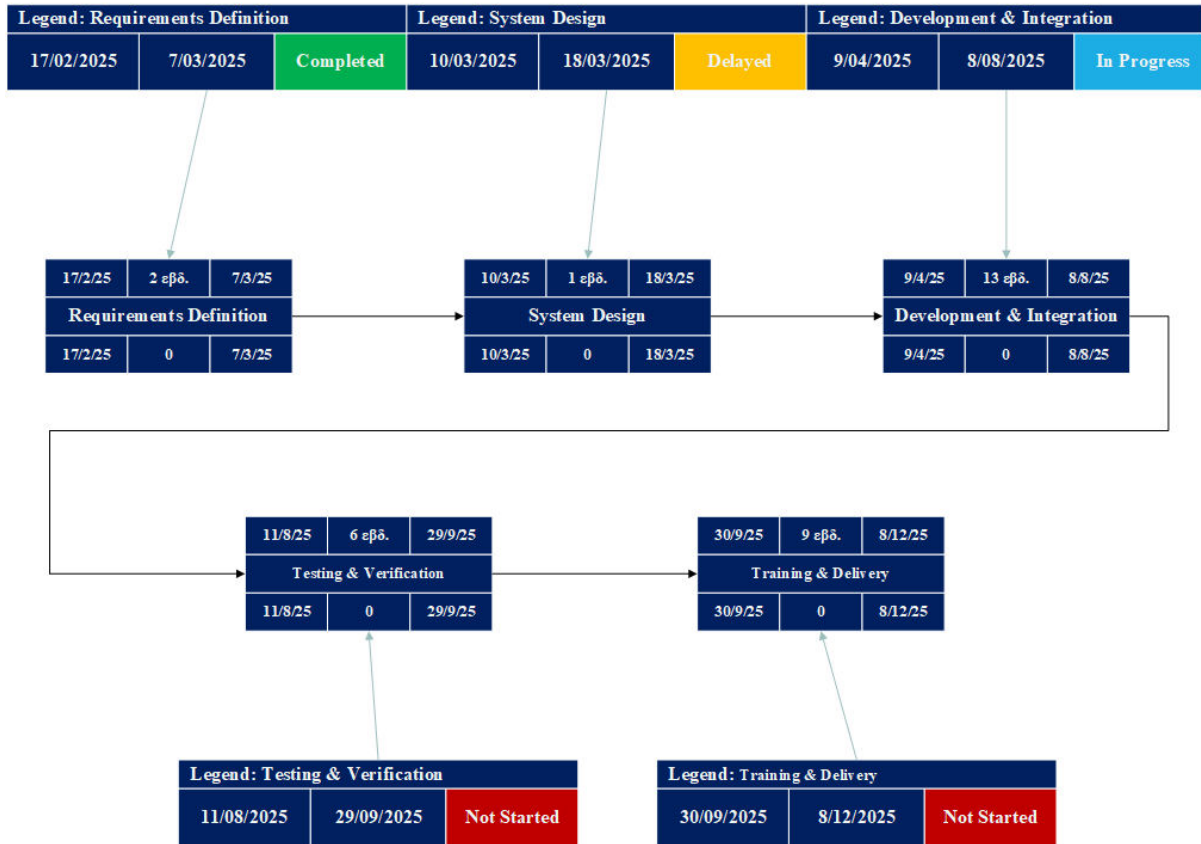 Legend: Requirements Definition
17/02/2025 7/03/2025 Completed
Legend: System Design
10/03/2025 18/03/2025 Delayed
Legend: Development & Integration
9/04/2025 8/08/2025 In Progress
17/2/25 2 εβδ. 7/3/25
Requirements Definition
17/2/25 0 7/3/25
10/3/25 1 εβδ. 18/3/25
System Design
10/3/25 0 18/3/25
9/4/25 13 εβδ. 8/8/25
Development & Integration
9/4/25 0 8/8/25
11/8/25 6 εβδ. 29/9/25
Testing & Verification
11/8/25 0 29/9/25
30/9/25 9 εβδ. 8/12/25
Training & Delivery
30/9/25 0 8/12/25
Legend: Testing & Verification
11/08/2025 29/09/2025 Not Started
Legend: Training & Delivery
30/09/2025 8/12/2025 Not Started